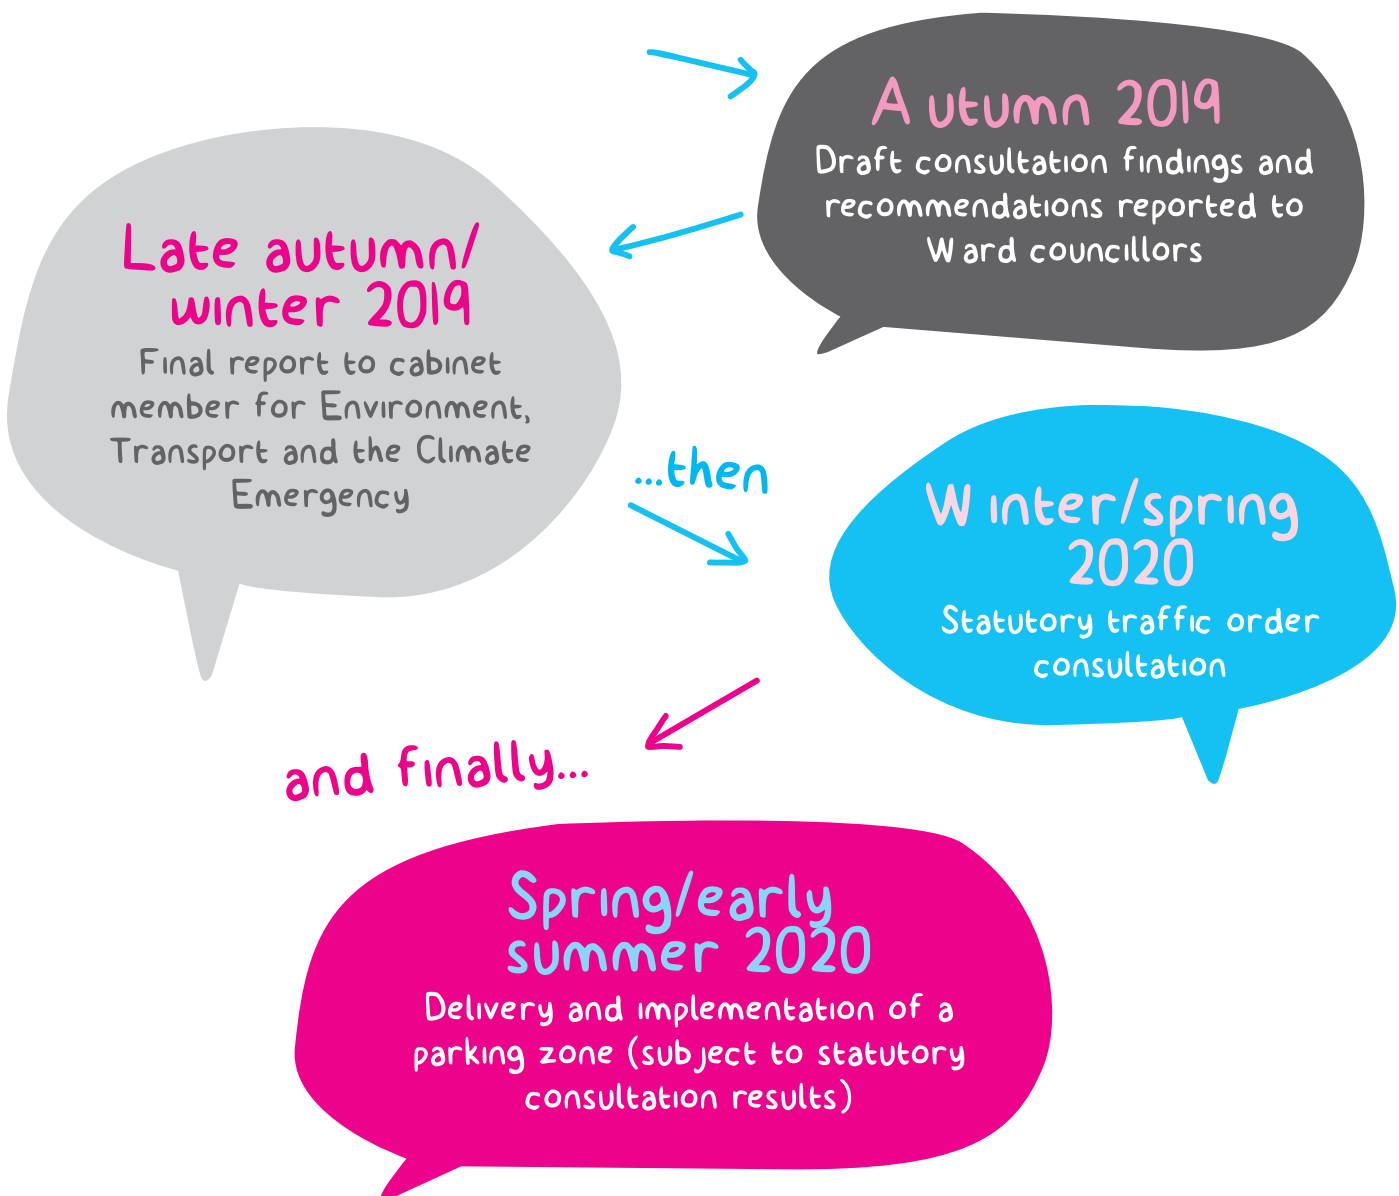 Autumn 2019
Draft consultation findings and
recommendations reported to
Ward councillors
Late autumn/
winter 2019
Final report to cabinet
member for Environment,
Transport and the Climate
Emergency
...then
Winter/spring
2020
Statutory traffic order
consultation
and finally...
Spring/early
summer 2020
Delivery and implementation of a
parking zone (subject to statutory
consultation results)